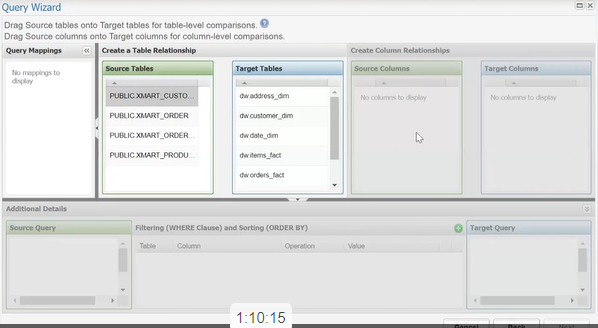 Query Wizard
Drag Source tables onto Target tables for table-level comparisons.
Drag Source columns onto Target columns for column-level comparisons.
Query Mappings
Create a Table Relationship
Create Column Relationships
No mappings to
display
Source Tables
Target Tables
Source Columns
Target Columns
PUBLIC.XMART_CUSTO...
PUBLIC.XMART_ORDER
PUBLIC.XMART_ORDER...
PUBLIC.XMART_PRODU...
dw.address_dim
dw.customer_dim
dw.date_dim
dw.items_fact
dw.orders_fact
No columns to display
No columns to display
Additional Details
Source Query
Filtering (WHERE Clause) and Sorting (ORDER BY)
Target Query
Table Column Operation Value
1:10:15
Cancel Back